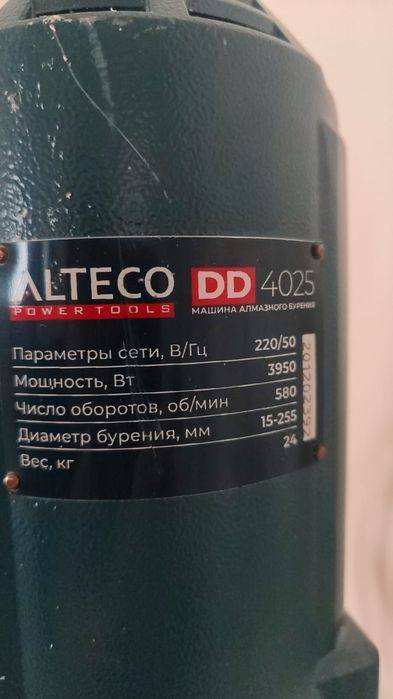 ALTECO DD 4025
POWER TOOLS МАШИНА АЛМАЗНОГО БУРЕНИЯ
Параметры сети, В/Гц 220/50
Мощность, Вт 3950
Число оборотов, об/мин 580
Диаметр бурения, мм 15-255
Вес, кг 24